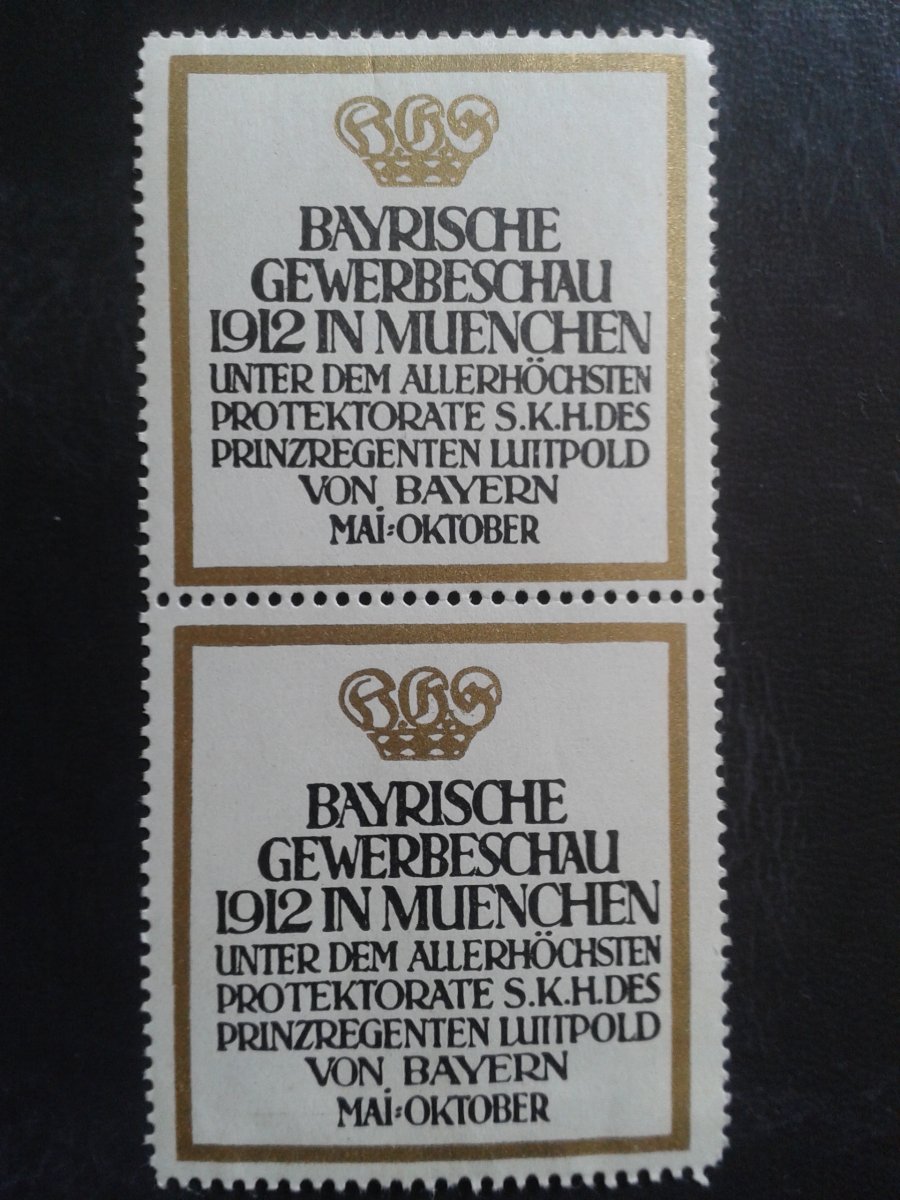 B.G.S
BAYRISCHE
GEWERBESCHAU
1912 IN MUENCHEN
UNTER DEM ALLERHÖCHSTEN
PROTEKTORATE S.K.H.DES
PRINZREGENTEN LUITPOLD
VON BAYERN
MAI:OKTOBER
B.G.S
BAYRISCHE
GEWERBESCHAU
1912 IN MUENCHEN
UNTER DEM ALLERHÖCHSTEN
PROTEKTORATE S.K.H.DES
PRINZREGENTEN LUITPOLD
VON BAYERN
MAI:OKTOBER